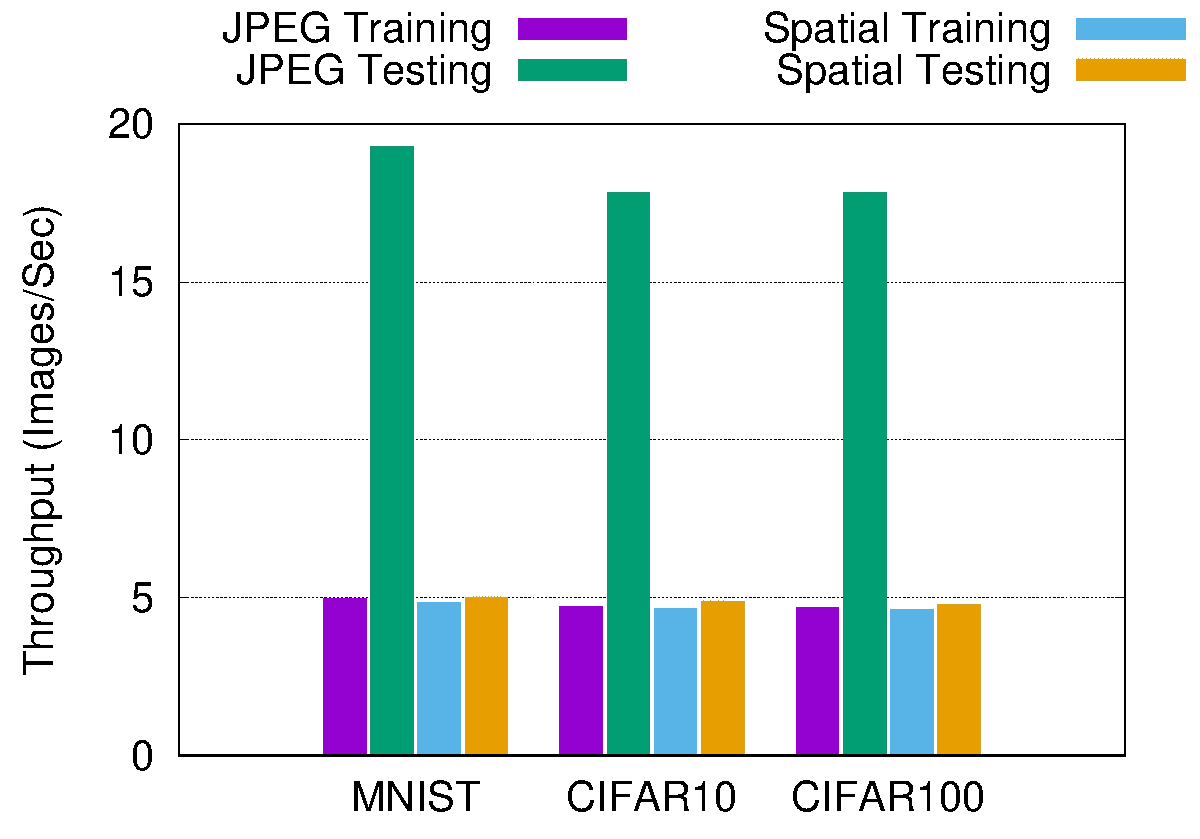 JPEG Training
JPEG Testing
Spatial Training
Spatial Testing
Throughput (Images/Sec)
20
15
10
5
0
MNIST CIFAR10 CIFAR100